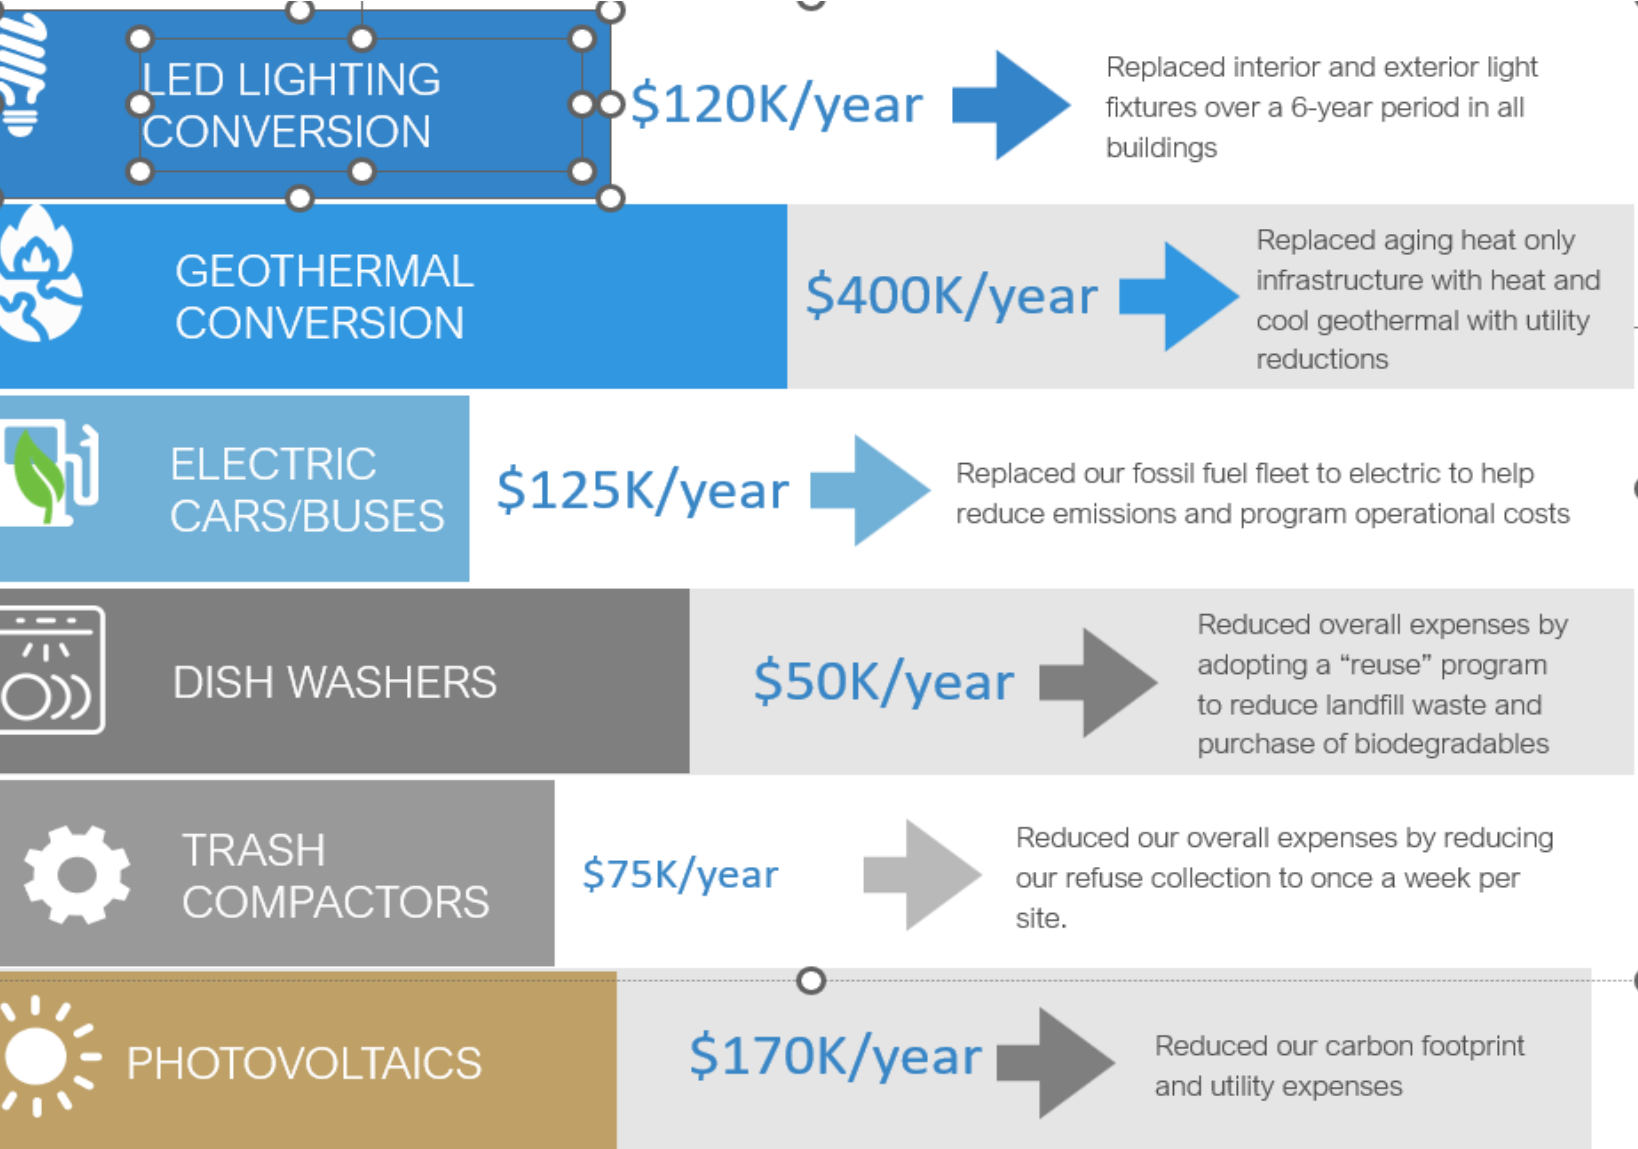 LED LIGHTING
CONVERSION
$120K/year
Replaced interior and exterior light
fixtures over a 6-year period in all
buildings
GEOTHERMAL
CONVERSION
$400K/year
Replaced aging heat only
infrastructure with heat and
cool geothermal with utility
reductions
ELECTRIC
CARS/BUSES
$125K/year
Replaced our fossil fuel fleet to electric to help
reduce emissions and program operational costs
DISH WASHERS
$50K/year
Reduced overall expenses by
adopting a “reuse” program
to reduce landfill waste and
purchase of biodegradables
TRASH
COMPACTORS
$75K/year
Reduced our overall expenses by reducing
our refuse collection to once a week per
site.
PHOTOVOLTAICS
$170K/year
Reduced our carbon footprint
and utility expenses